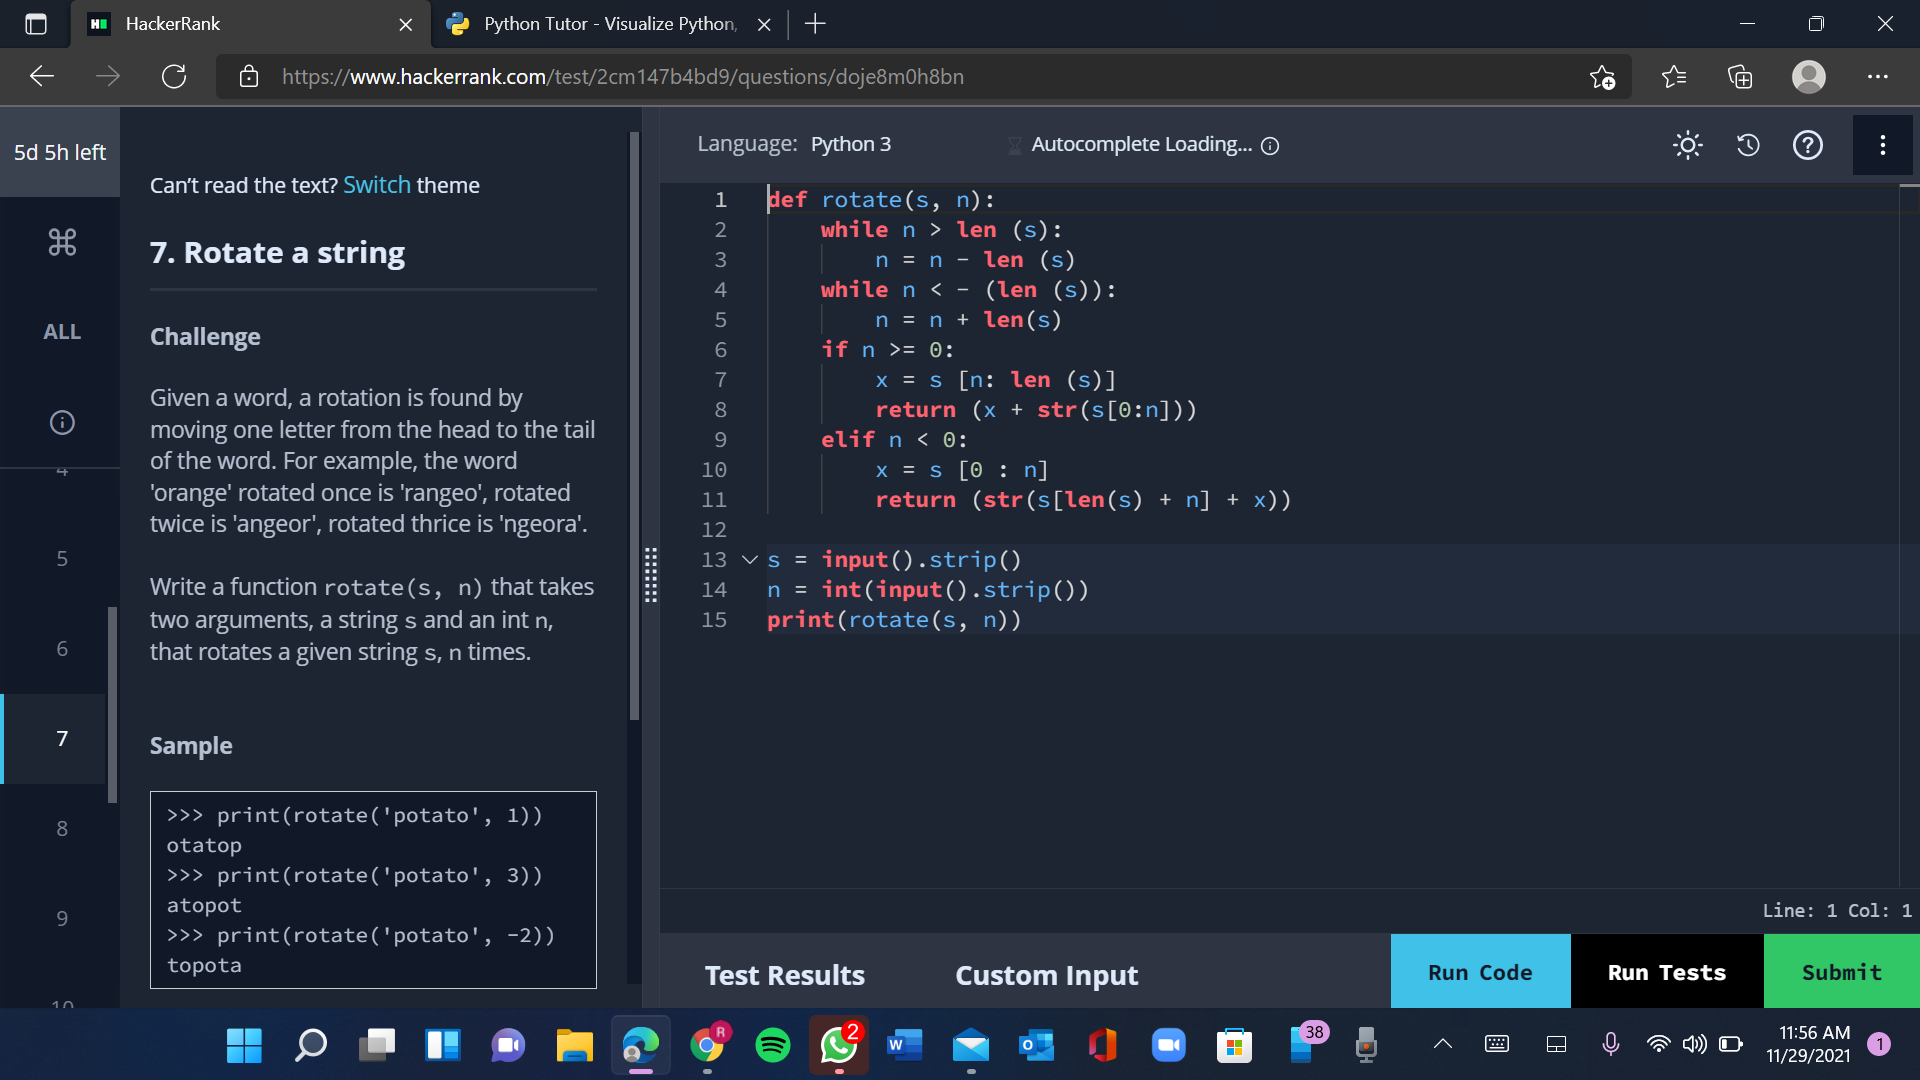 HackerRank
Python Tutor - Visualize Python,
https://www.hackerrank.com/test/2cm147b4bd9/questions/doje8m0h8bn
5d 5h left
ALL
4
5
6
7
8
9
10
Can't read the text? Switch theme
7. Rotate a string
Challenge
Given a word, a rotation is found by
moving one letter from the head to the tail
of the word. For example, the word
'orange' rotated once is 'rangeo', rotated
twice is 'angeor', rotated thrice is 'ngeora'.
Write a function rotate(s, n) that takes
two arguments, a string s and an int n,
that rotates a given string s, n times.
Sample
>>> print(rotate('potato', 1))
otatop
>>> print(rotate('potato', 3))
atopot
>>> print(rotate('potato', -2))
topota
Language: Python 3
Autocomplete Loading...
1 def rotate(s, n):
2     while n > len (s):
3         n = n - len (s)
4     while n < - (len (s)):
5         n = n + len(s)
6     if n >= 0:
7         x = s [n: len (s)]
8         return (x + str(s[0:n]))
9     elif n < 0:
10         x = s [0 : n]
11         return (str(s[len(s) + n] + x))
12
13 s = input().strip()
14 n = int(input().strip())
15 print(rotate(s, n))
Line: 1 Col: 1
Test Results
Custom Input
Run Code
Run Tests
Submit
R
2
38
11:56 AM
11/29/2021
1